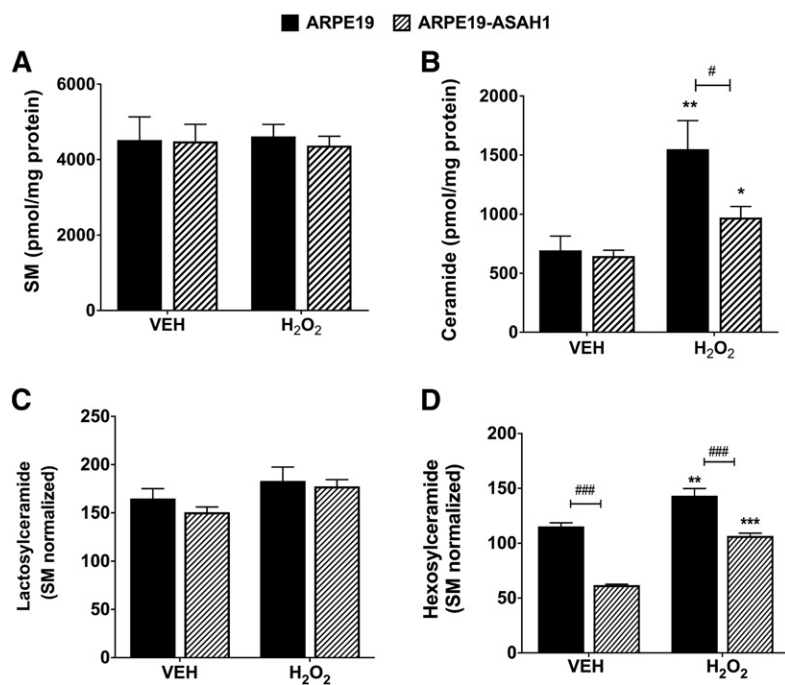 ARPE19 ARPE19-ASAH1
A
SM (pmol/mg protein)
6000
4000
2000
0
VEH H₂O₂
B
Ceramide (pmol/mg protein)
2000
1500
1000
500
0
** # *
VEH H₂O₂
C
Lactosylceramide
(SM normalized)
250
200
150
100
50
0
VEH H₂O₂
D
Hexosylceramide
(SM normalized)
200
150
100
50
0
### ** ### ***
VEH H₂O₂